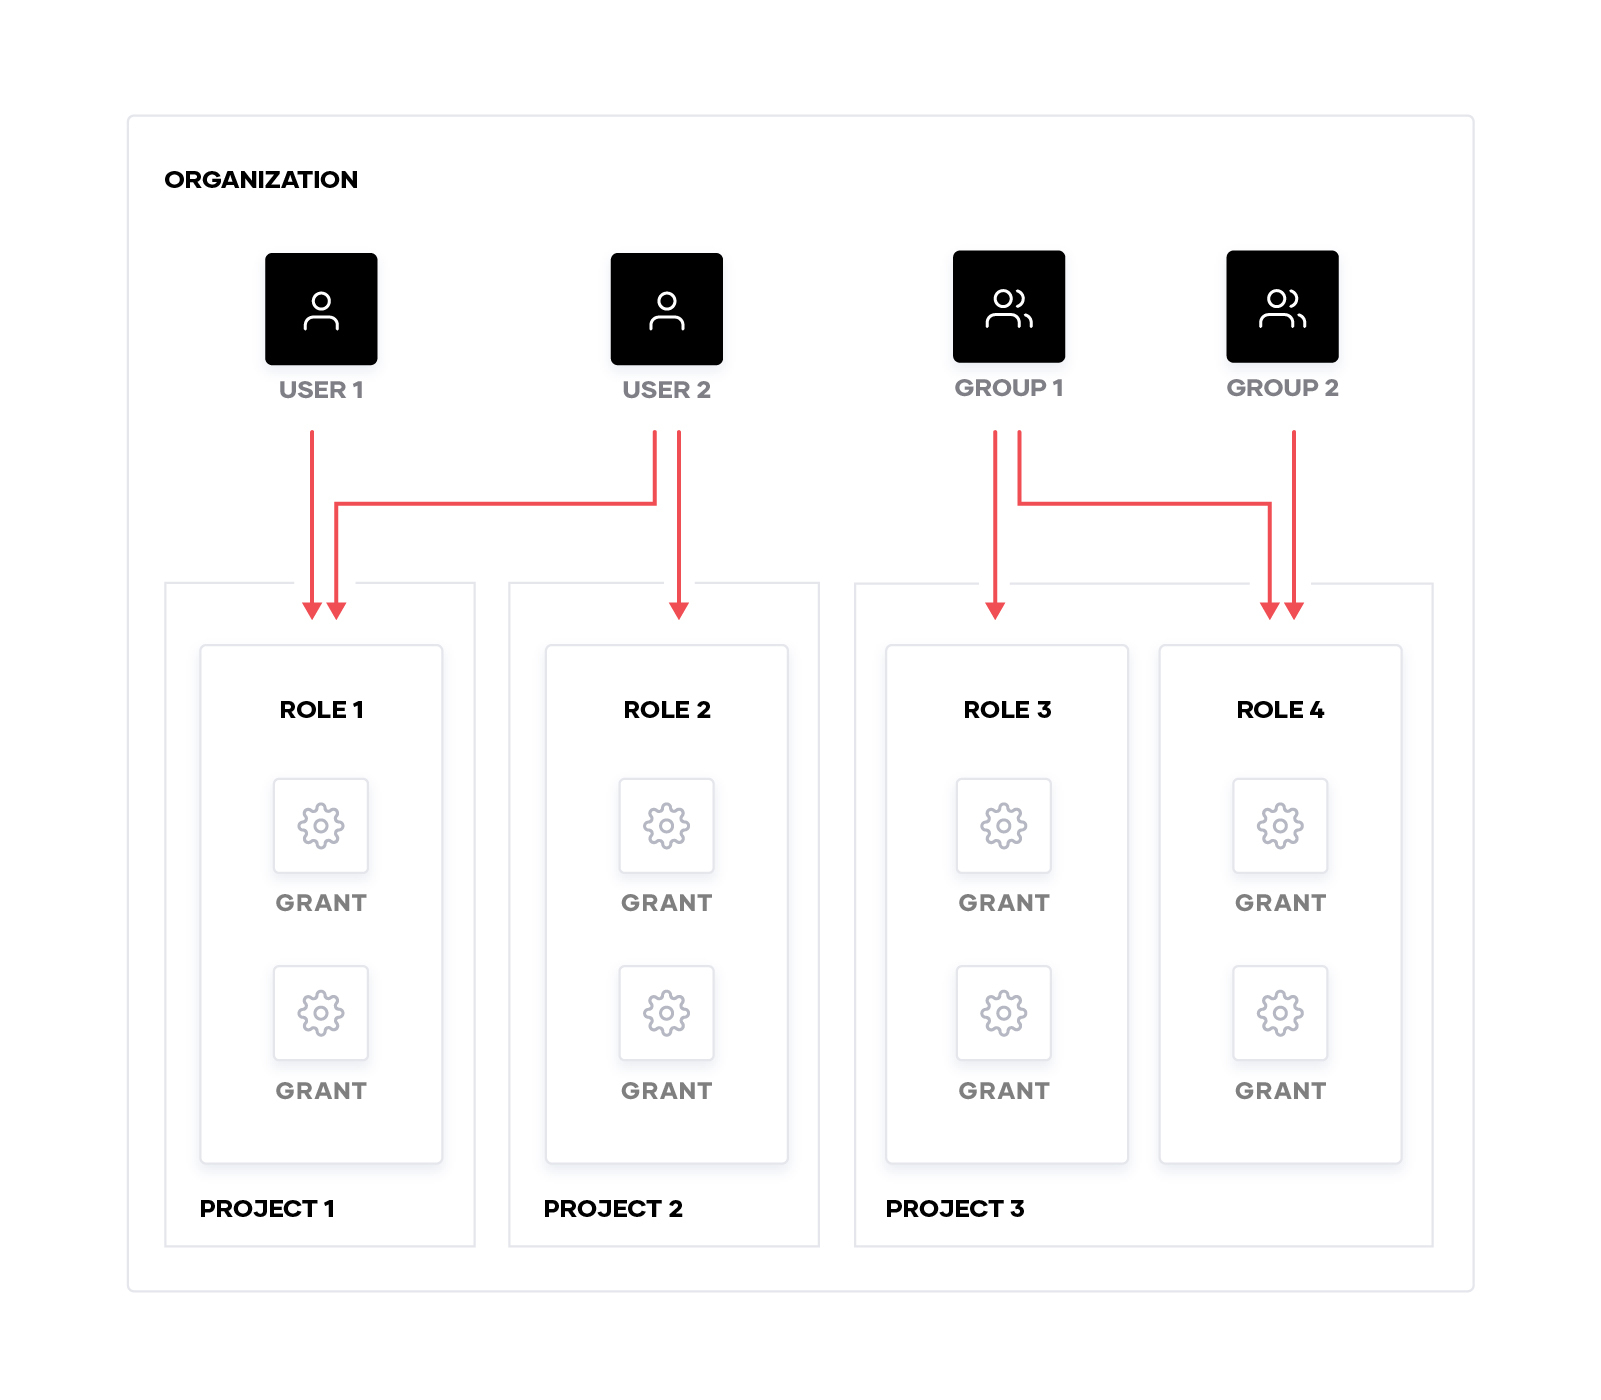 ORGANIZATION
USER 1
USER 2
GROUP 1
GROUP 2
ROLE 1
ROLE 2
ROLE 3
ROLE 4
GRANT
GRANT
GRANT
GRANT
GRANT
GRANT
GRANT
GRANT
PROJECT 1
PROJECT 2
PROJECT 3